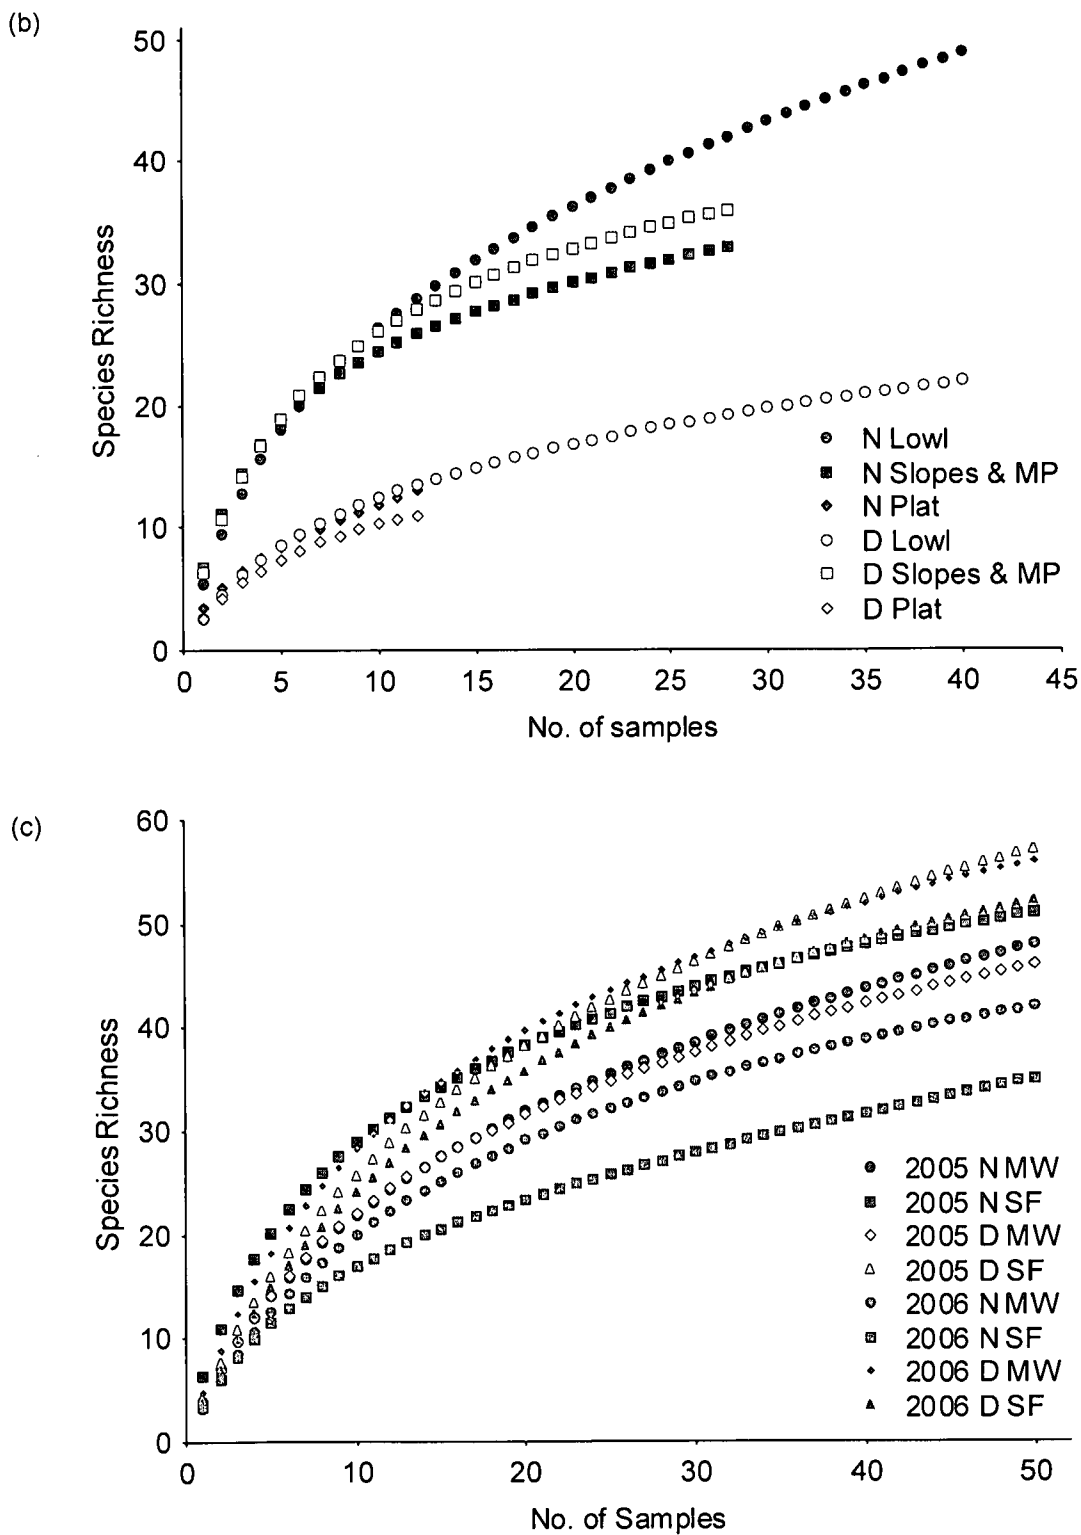 (b)
50
40
30
20
10
0
Species Richness
0 5 10 15 20 25 30 35 40 45
No. of samples
N Lowl
N Slopes & MP
N Plat
D Lowl
D Slopes & MP
D Plat
(c)
60
50
40
30
20
10
0
Species Richness
0 10 20 30 40 50
No. of Samples
2005 N MW
2005 N SF
2005 D MW
2005 D SF
2006 N MW
2006 N SF
2006 D MW
2006 D SF